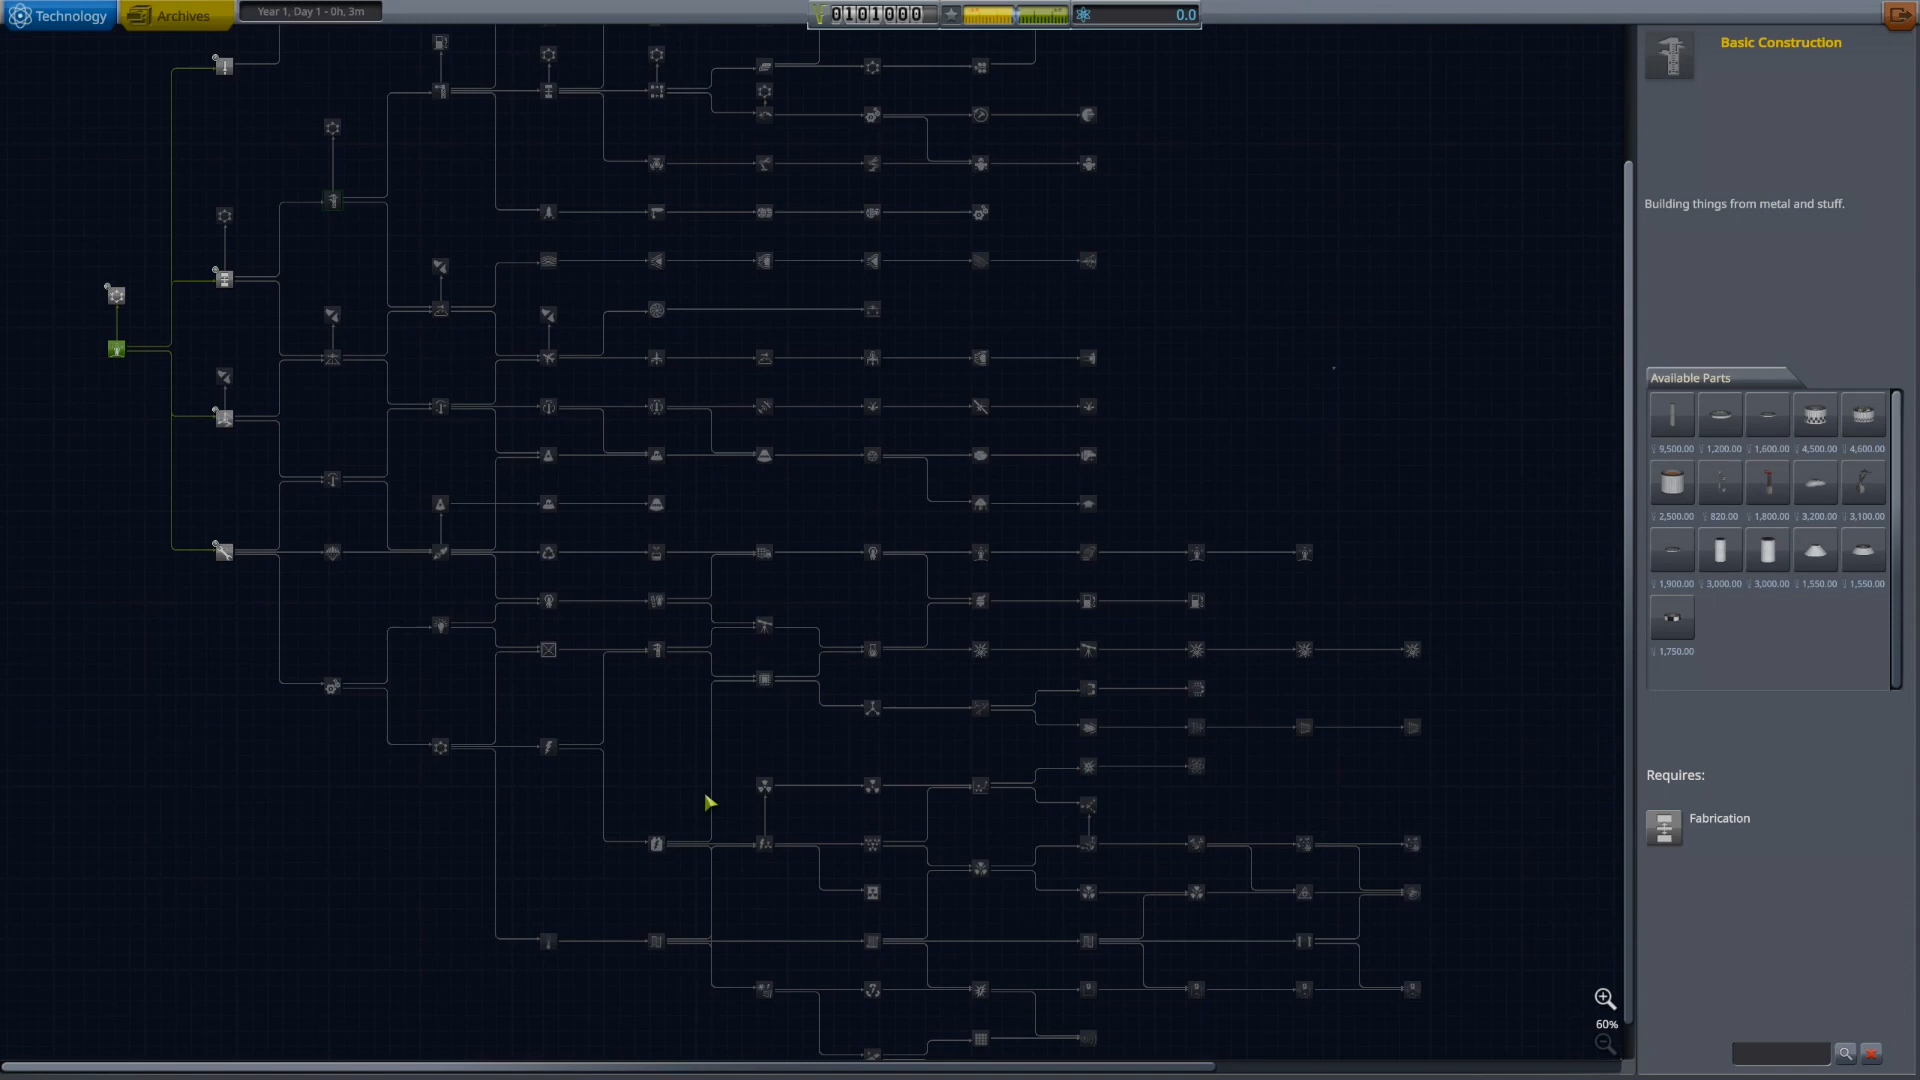 Technology
Archives
Year 1, Day 1 - 0h, 3m
0101000
0.0
Basic Construction
Building things from metal and stuff.
Available Parts
9,500.00 1,200.00 1,600.00 4,500.00 4,600.00
2,500.00 820.00 1,800.00 3,200.00 3,100.00
1,900.00 3,000.00 3,000.00 1,550.00 1,550.00
1,750.00
Requires:
Fabrication
60%